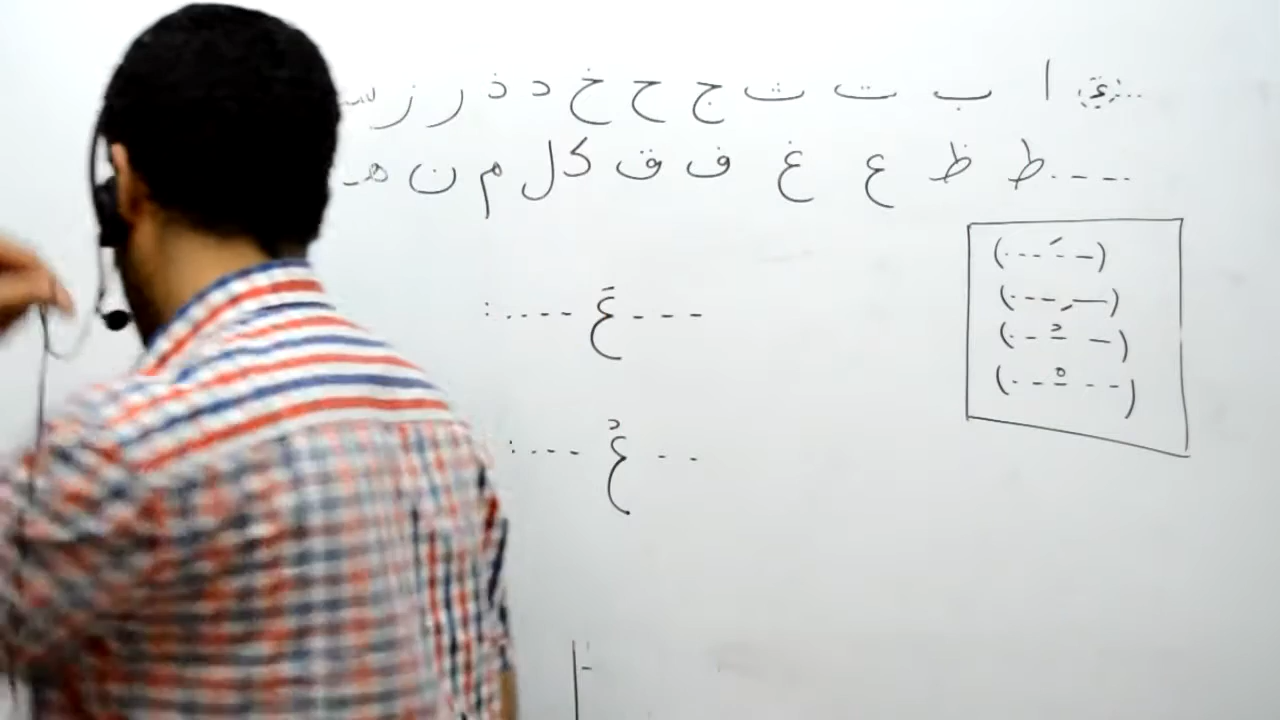 ا ب ت ث ج ح خ د ذ ر ز س
ط ظ ع غ ف ق ك ل م ن هـ
(....َ..)
(....ِ..)
(....ُ..)
(....ْ..)
...عَ....:
..عُ....: